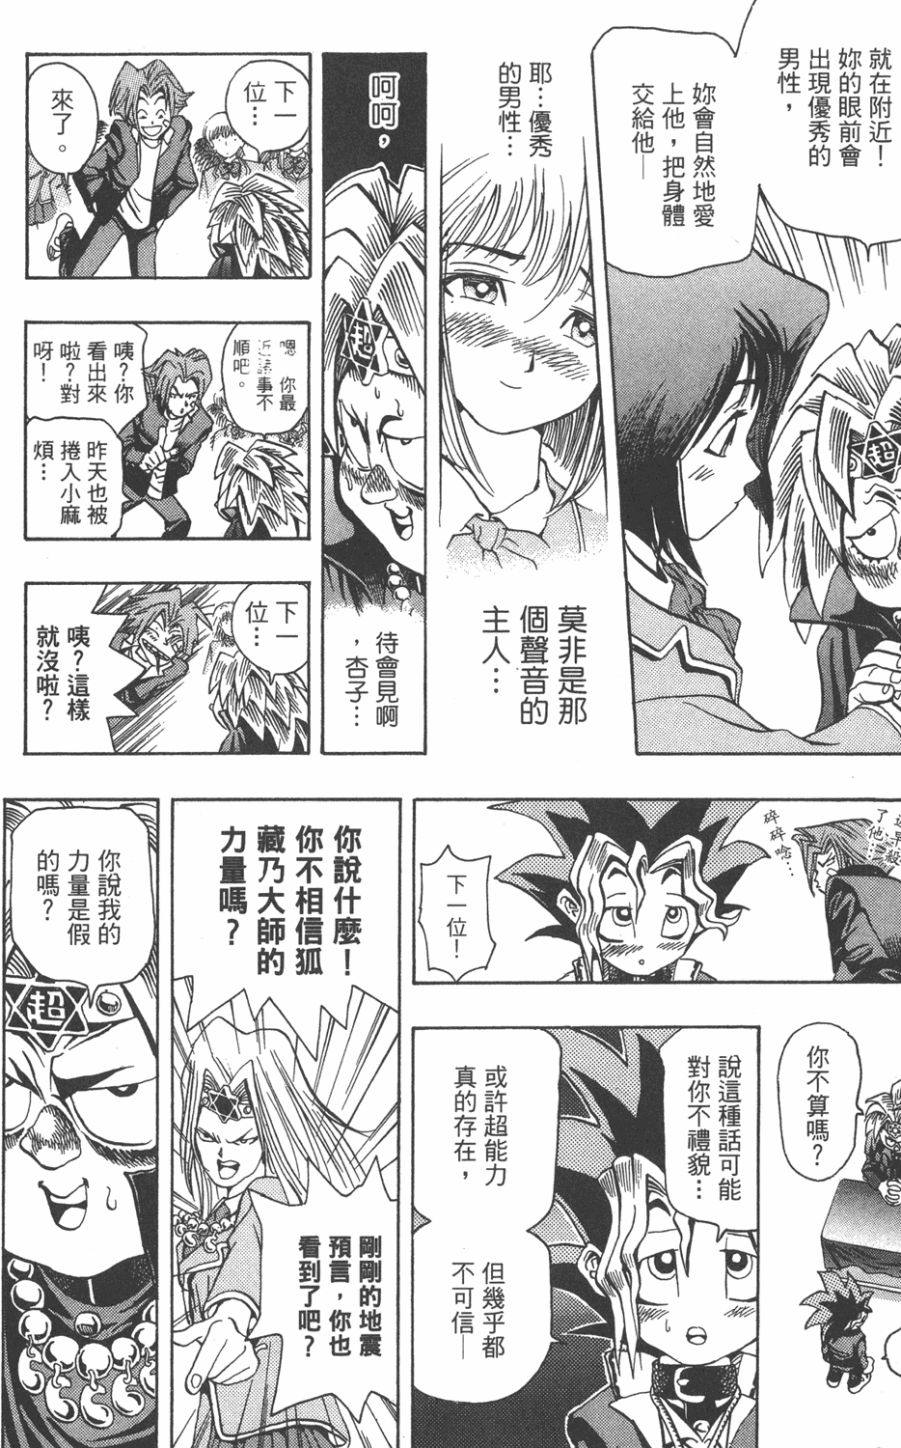 就在附近！
妳的眼前會
出現優秀的
男性，
妳會自然地愛
上他，把身體
交給他—
耶…優秀
的男性…
莫非是那
個聲音的
主人…
超
呵呵，
超
待會見啊
，杏子…
下一
位…
來了。
嗯 你最
近諸事不
順吧。
咦？你
看出來
啦？對
呀！
昨天也被
捲入小麻
煩…
下一
位…
咦？這樣
就沒啦？
了他…
碎碎唸…
下一位！
你不算嗎？
說這種話可能
對你不禮貌…
或許超能力
真的存在，
但幾乎都
不可信—
你說什麼！
你不相信狐
藏乃大師的
力量嗎？
剛剛的地震
預言，你也
看到了吧？
你說我的
力量是假
的嗎？
超